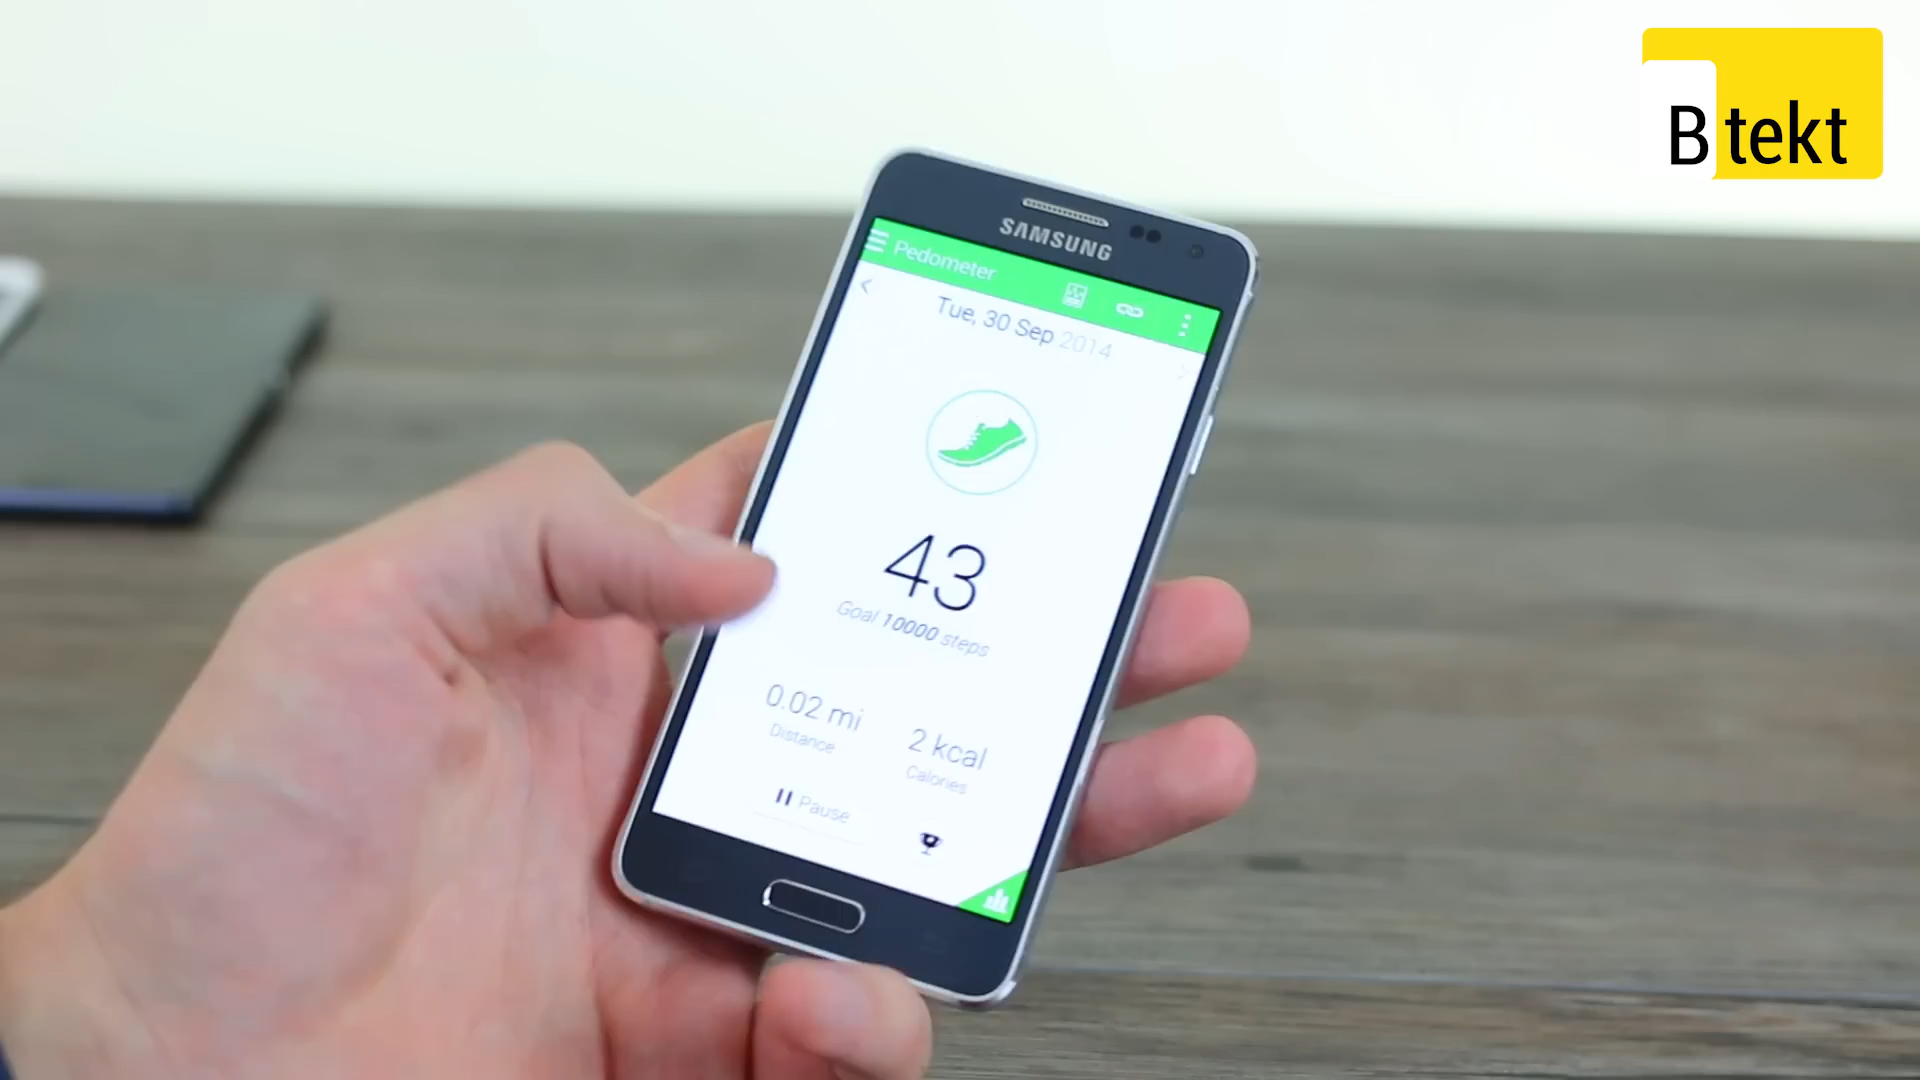 Btekt
SAMSUNG
Pedometer
Tue, 30 Sep 2014
43
Goal 10000 steps
0.02 mi
Distance
2 kcal
Calories
Pause